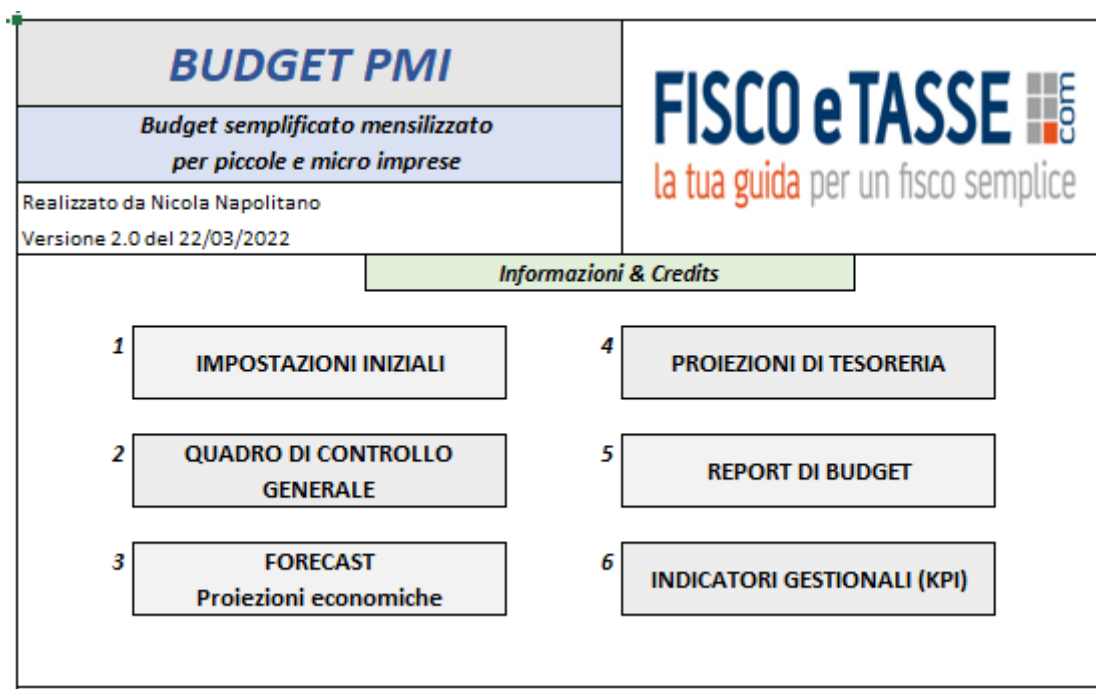 BUDGET PMI
Budget semplificato mensilizzato
per piccole e micro imprese
Realizzato da Nicola Napolitano
Versione 2.0 del 22/03/2022
FISCO e TASSE .com
la tua guida per un fisco semplice
Informazioni & Credits
1 IMPOSTAZIONI INIZIALI
4 PROIEZIONI DI TESORERIA
2 QUADRO DI CONTROLLO
GENERALE
5 REPORT DI BUDGET
3 FORECAST
Proiezioni economiche
6 INDICATORI GESTIONALI (KPI)